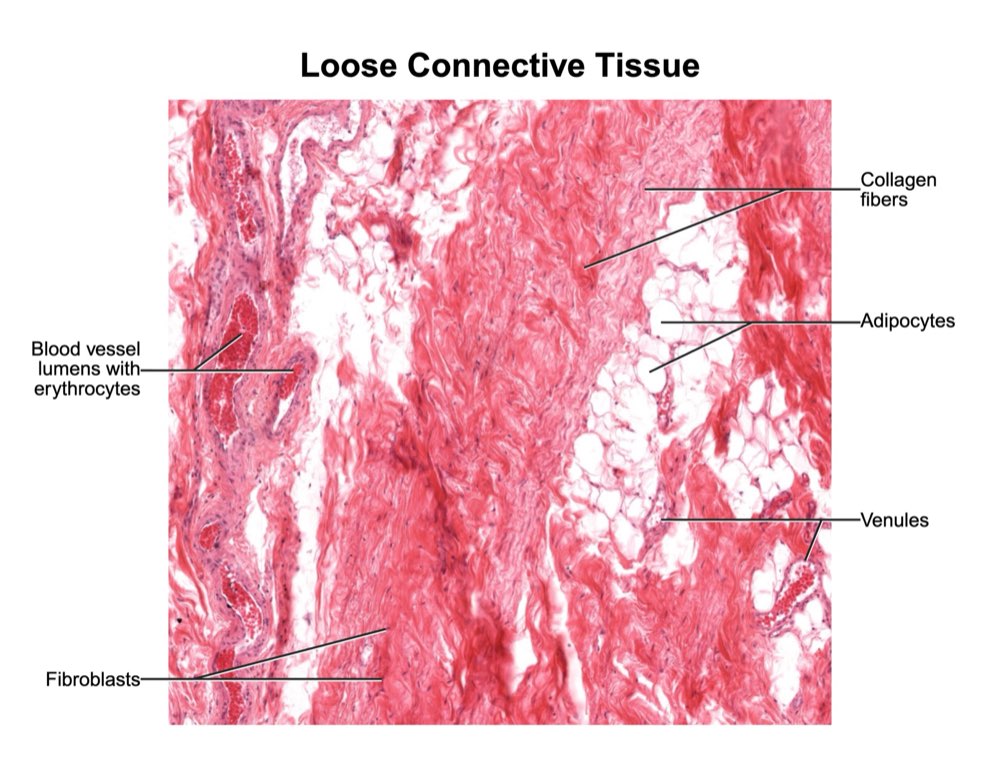 Loose Connective Tissue
Collagen
fibers
Adipocytes
Blood vessel
lumens with
erythrocytes
Venules
Fibroblasts